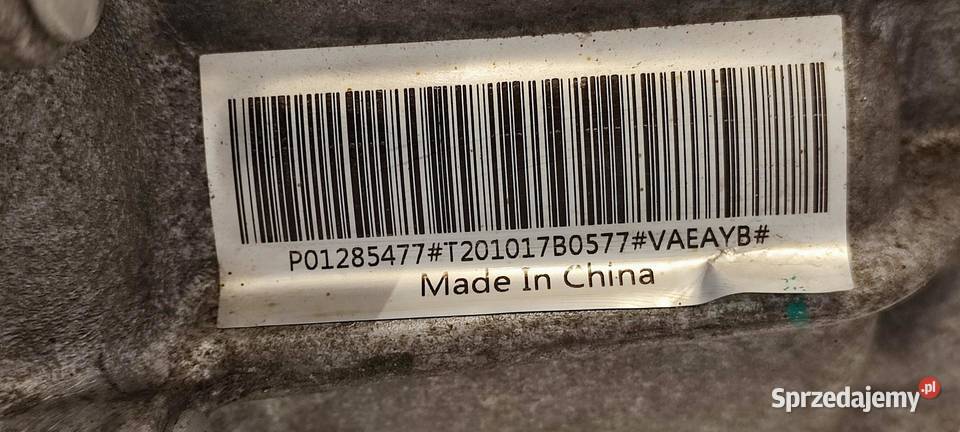 P01285477#T201017B0577#VAEAYB#
Made In China
Sprzedajemy.pl